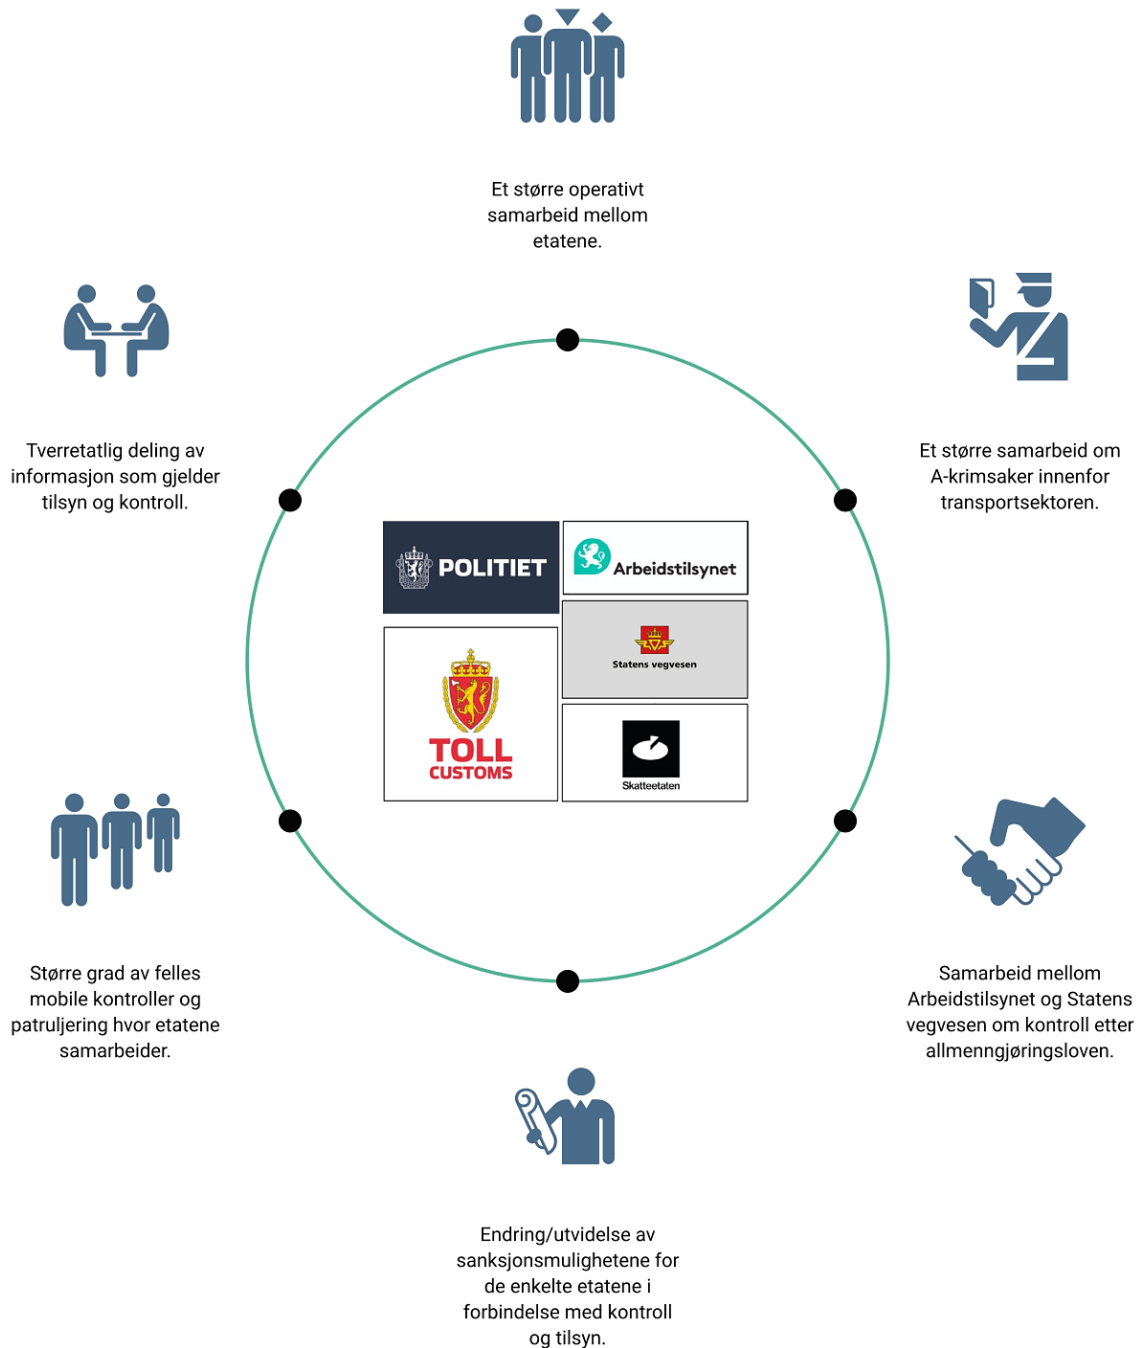 Et større operativt
samarbeid mellom
etatene.
Tverretatlig deling av
informasjon som gjelder
tilsyn og kontroll.
Et større samarbeid om
A-krimsaker innenfor
transportsektoren.
POLITIET
Arbeidstilsynet
Statens vegvesen
TOLL
CUSTOMS
Skatteetaten
Større grad av felles
mobile kontroller og
patruljering hvor etatene
samarbeider.
Samarbeid mellom
Arbeidstilsynet og Statens
vegvesen om kontroll etter
allmenngjøringsloven.
Endring/utvidelse av
sanksjonsmulighetene for
de enkelte etatene i
forbindelse med kontroll
og tilsyn.